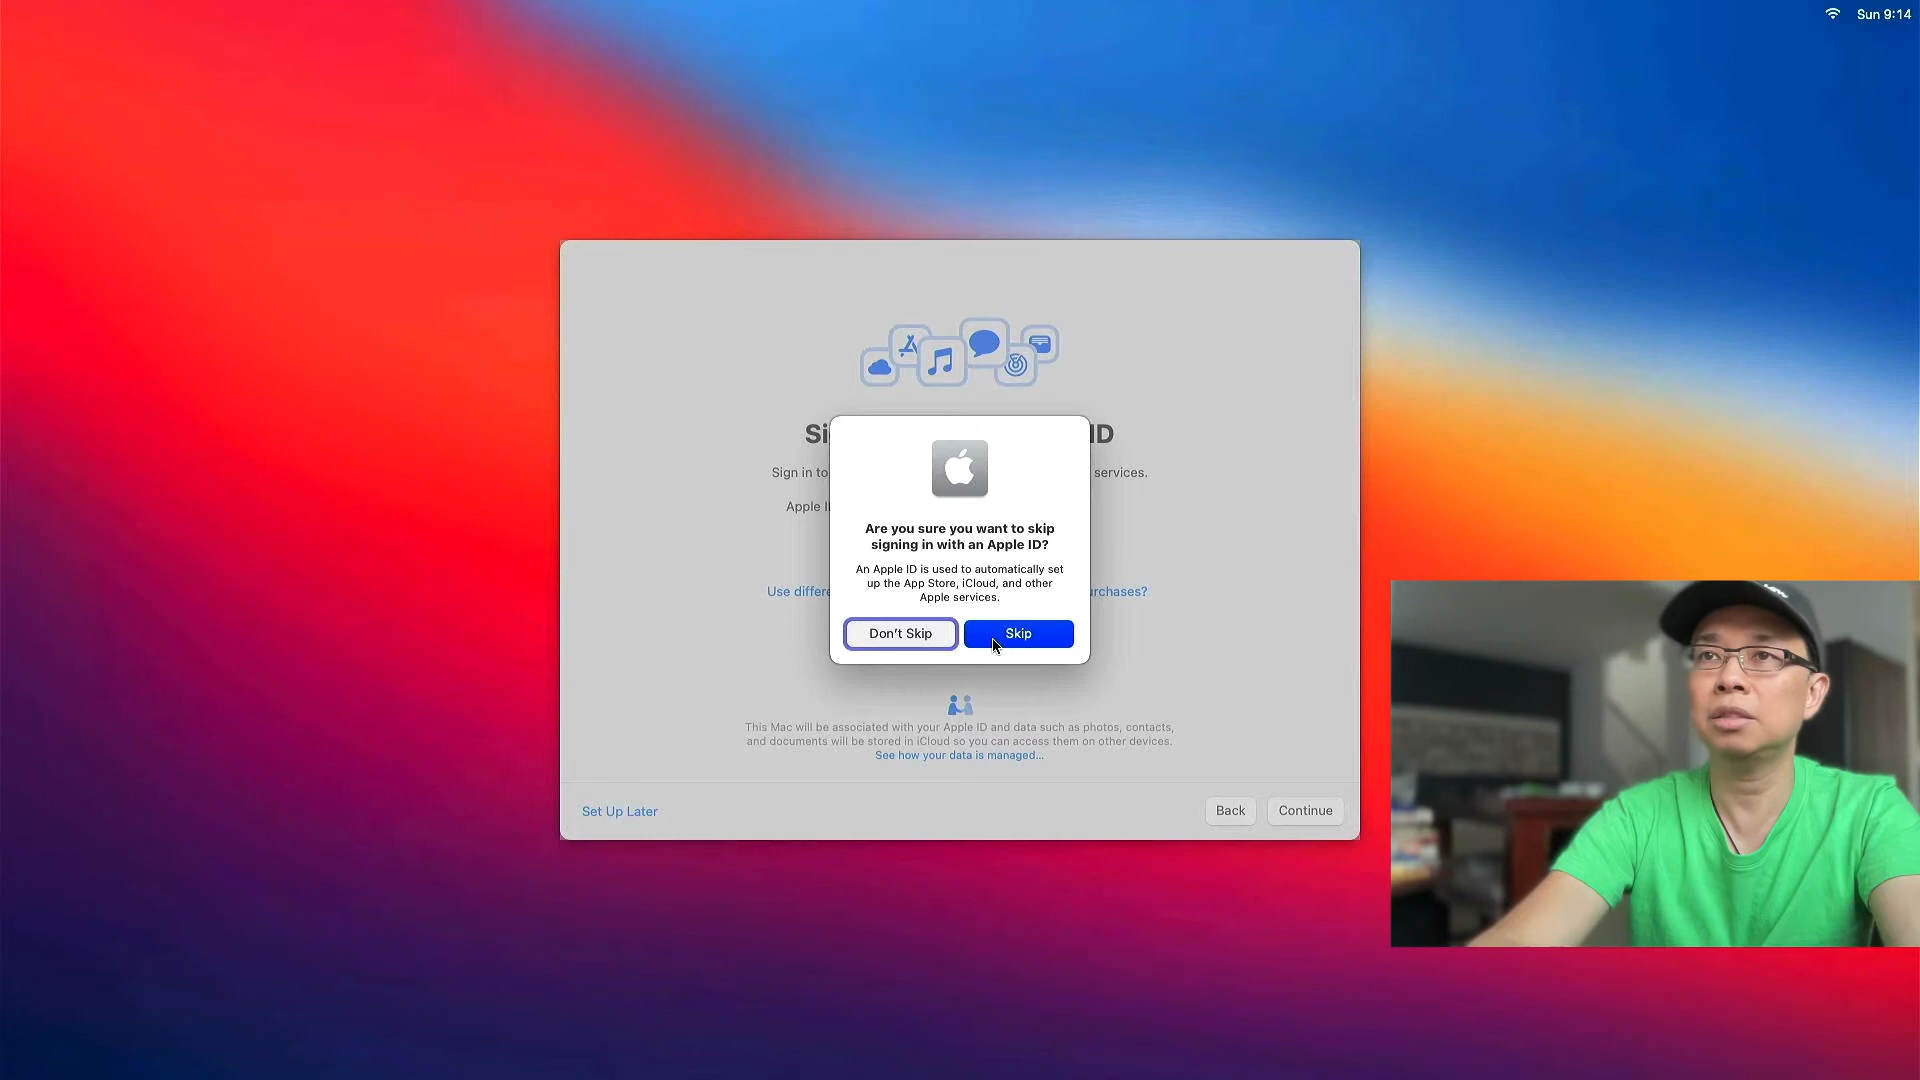 Sun 9:14
Si
ID
Sign in to
services.
Apple I
Are you sure you want to skip
signing in with an Apple ID?
An Apple ID is used to automatically set
up the App Store, iCloud, and other
Apple services.
Use differe
urchases?
Don't Skip
Skip
This Mac will be associated with your Apple ID and data such as photos, contacts,
and documents will be stored in iCloud so you can access them on other devices.
See how your data is managed...
Set Up Later
Back
Continue